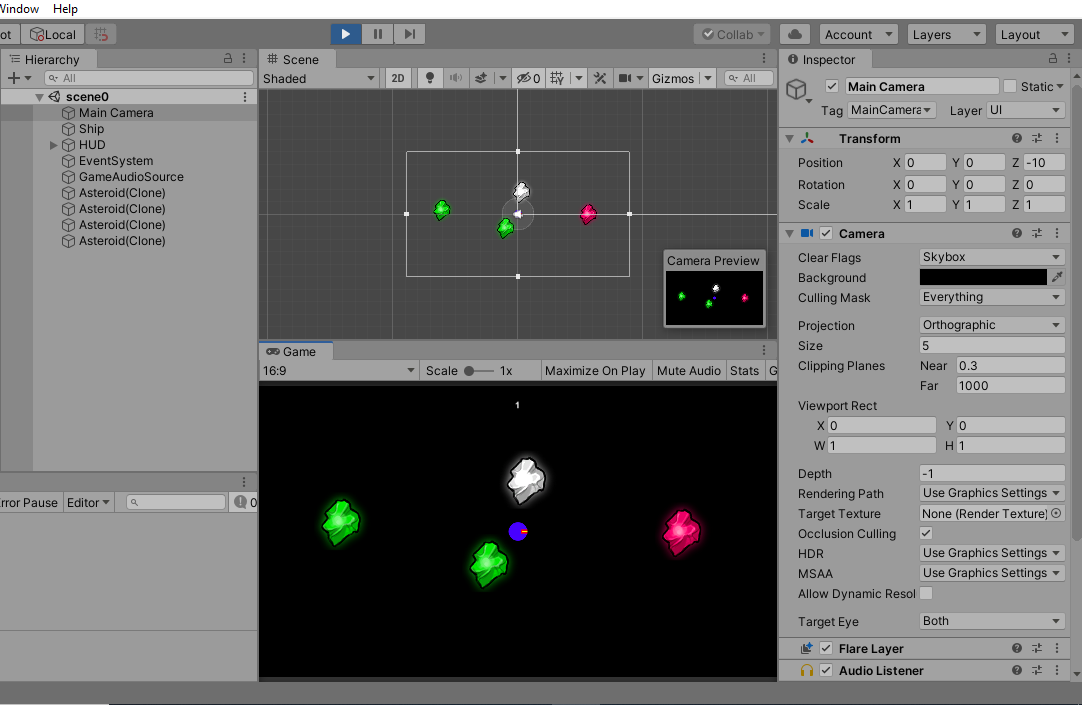 Window Help
ot Local Collab Account Layers Layout
Hierarchy
All
scene0
Main Camera
Ship
HUD
EventSystem
GameAudioSource
Asteroid(Clone)
Asteroid(Clone)
Asteroid(Clone)
Asteroid(Clone)
rror Pause Editor 0
Scene
Shaded 2D 0 Gizmos All
Camera Preview
Game
16:9 Scale 1x Maximize On Play Mute Audio Stats G
1
Inspector
Main Camera Static
Tag MainCamera Layer UI
Transform
Position X 0 Y 0 Z -10
Rotation X 0 Y 0 Z 0
Scale X 1 Y 1 Z 1
Camera
Clear Flags Skybox
Background
Culling Mask Everything
Projection Orthographic
Size 5
Clipping Planes Near 0.3
Far 1000
Viewport Rect
X 0 Y 0
W 1 H 1
Depth -1
Rendering Path Use Graphics Settings
Target Texture None (Render Texture)
Occlusion Culling
HDR Use Graphics Settings
MSAA Use Graphics Settings
Allow Dynamic Resol
Target Eye Both
Flare Layer
Audio Listener